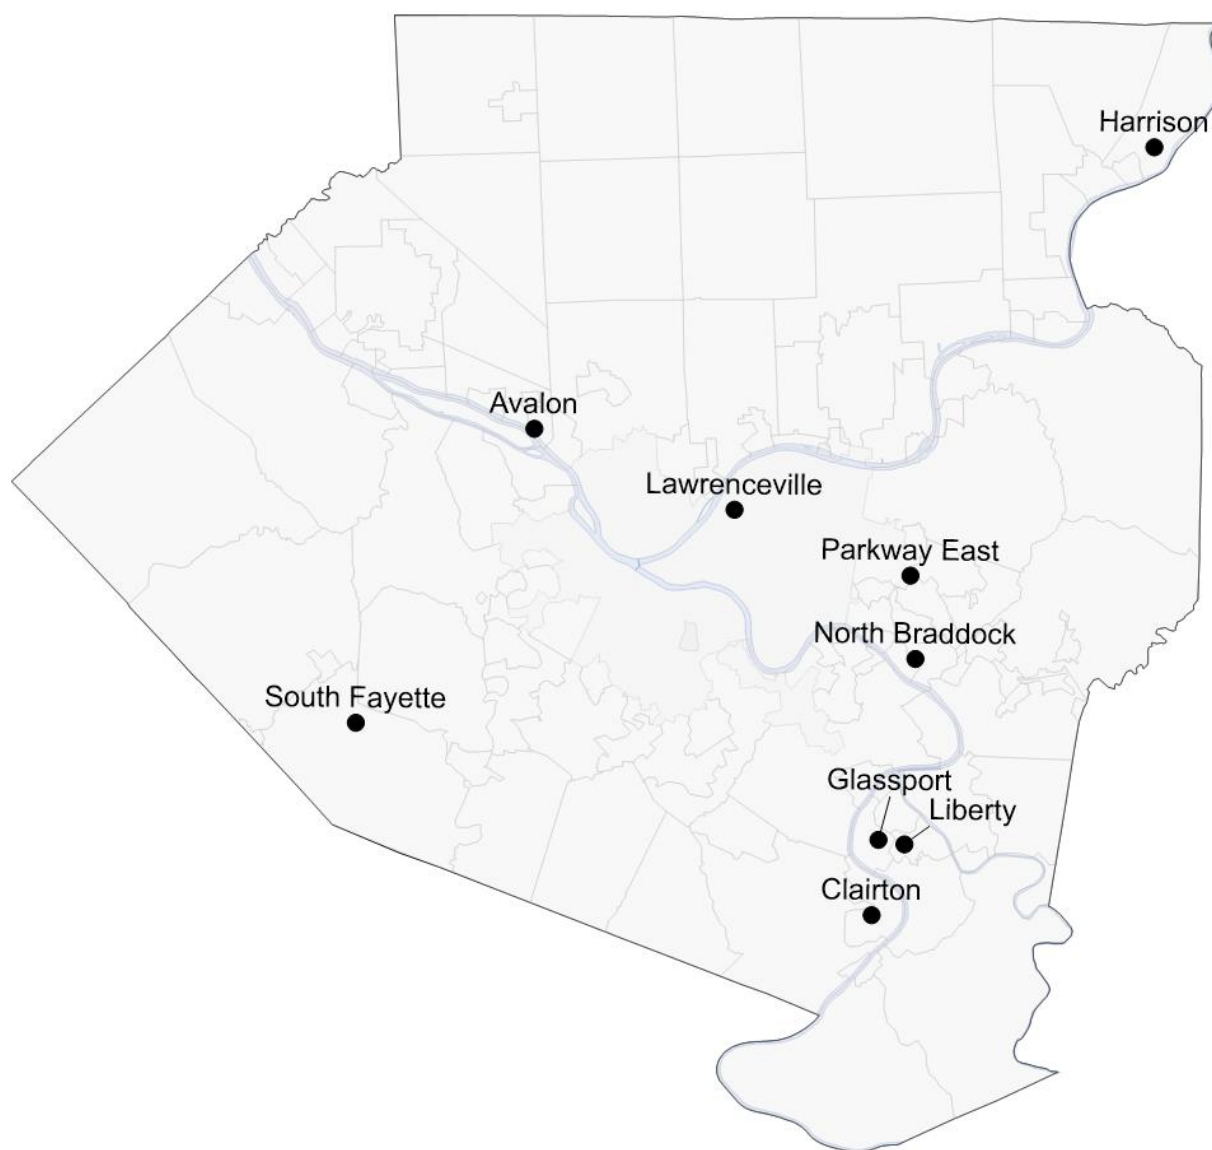 Harrison
Avalon
Lawrenceville
Parkway East
North Braddock
South Fayette
Glassport
Liberty
Clairton